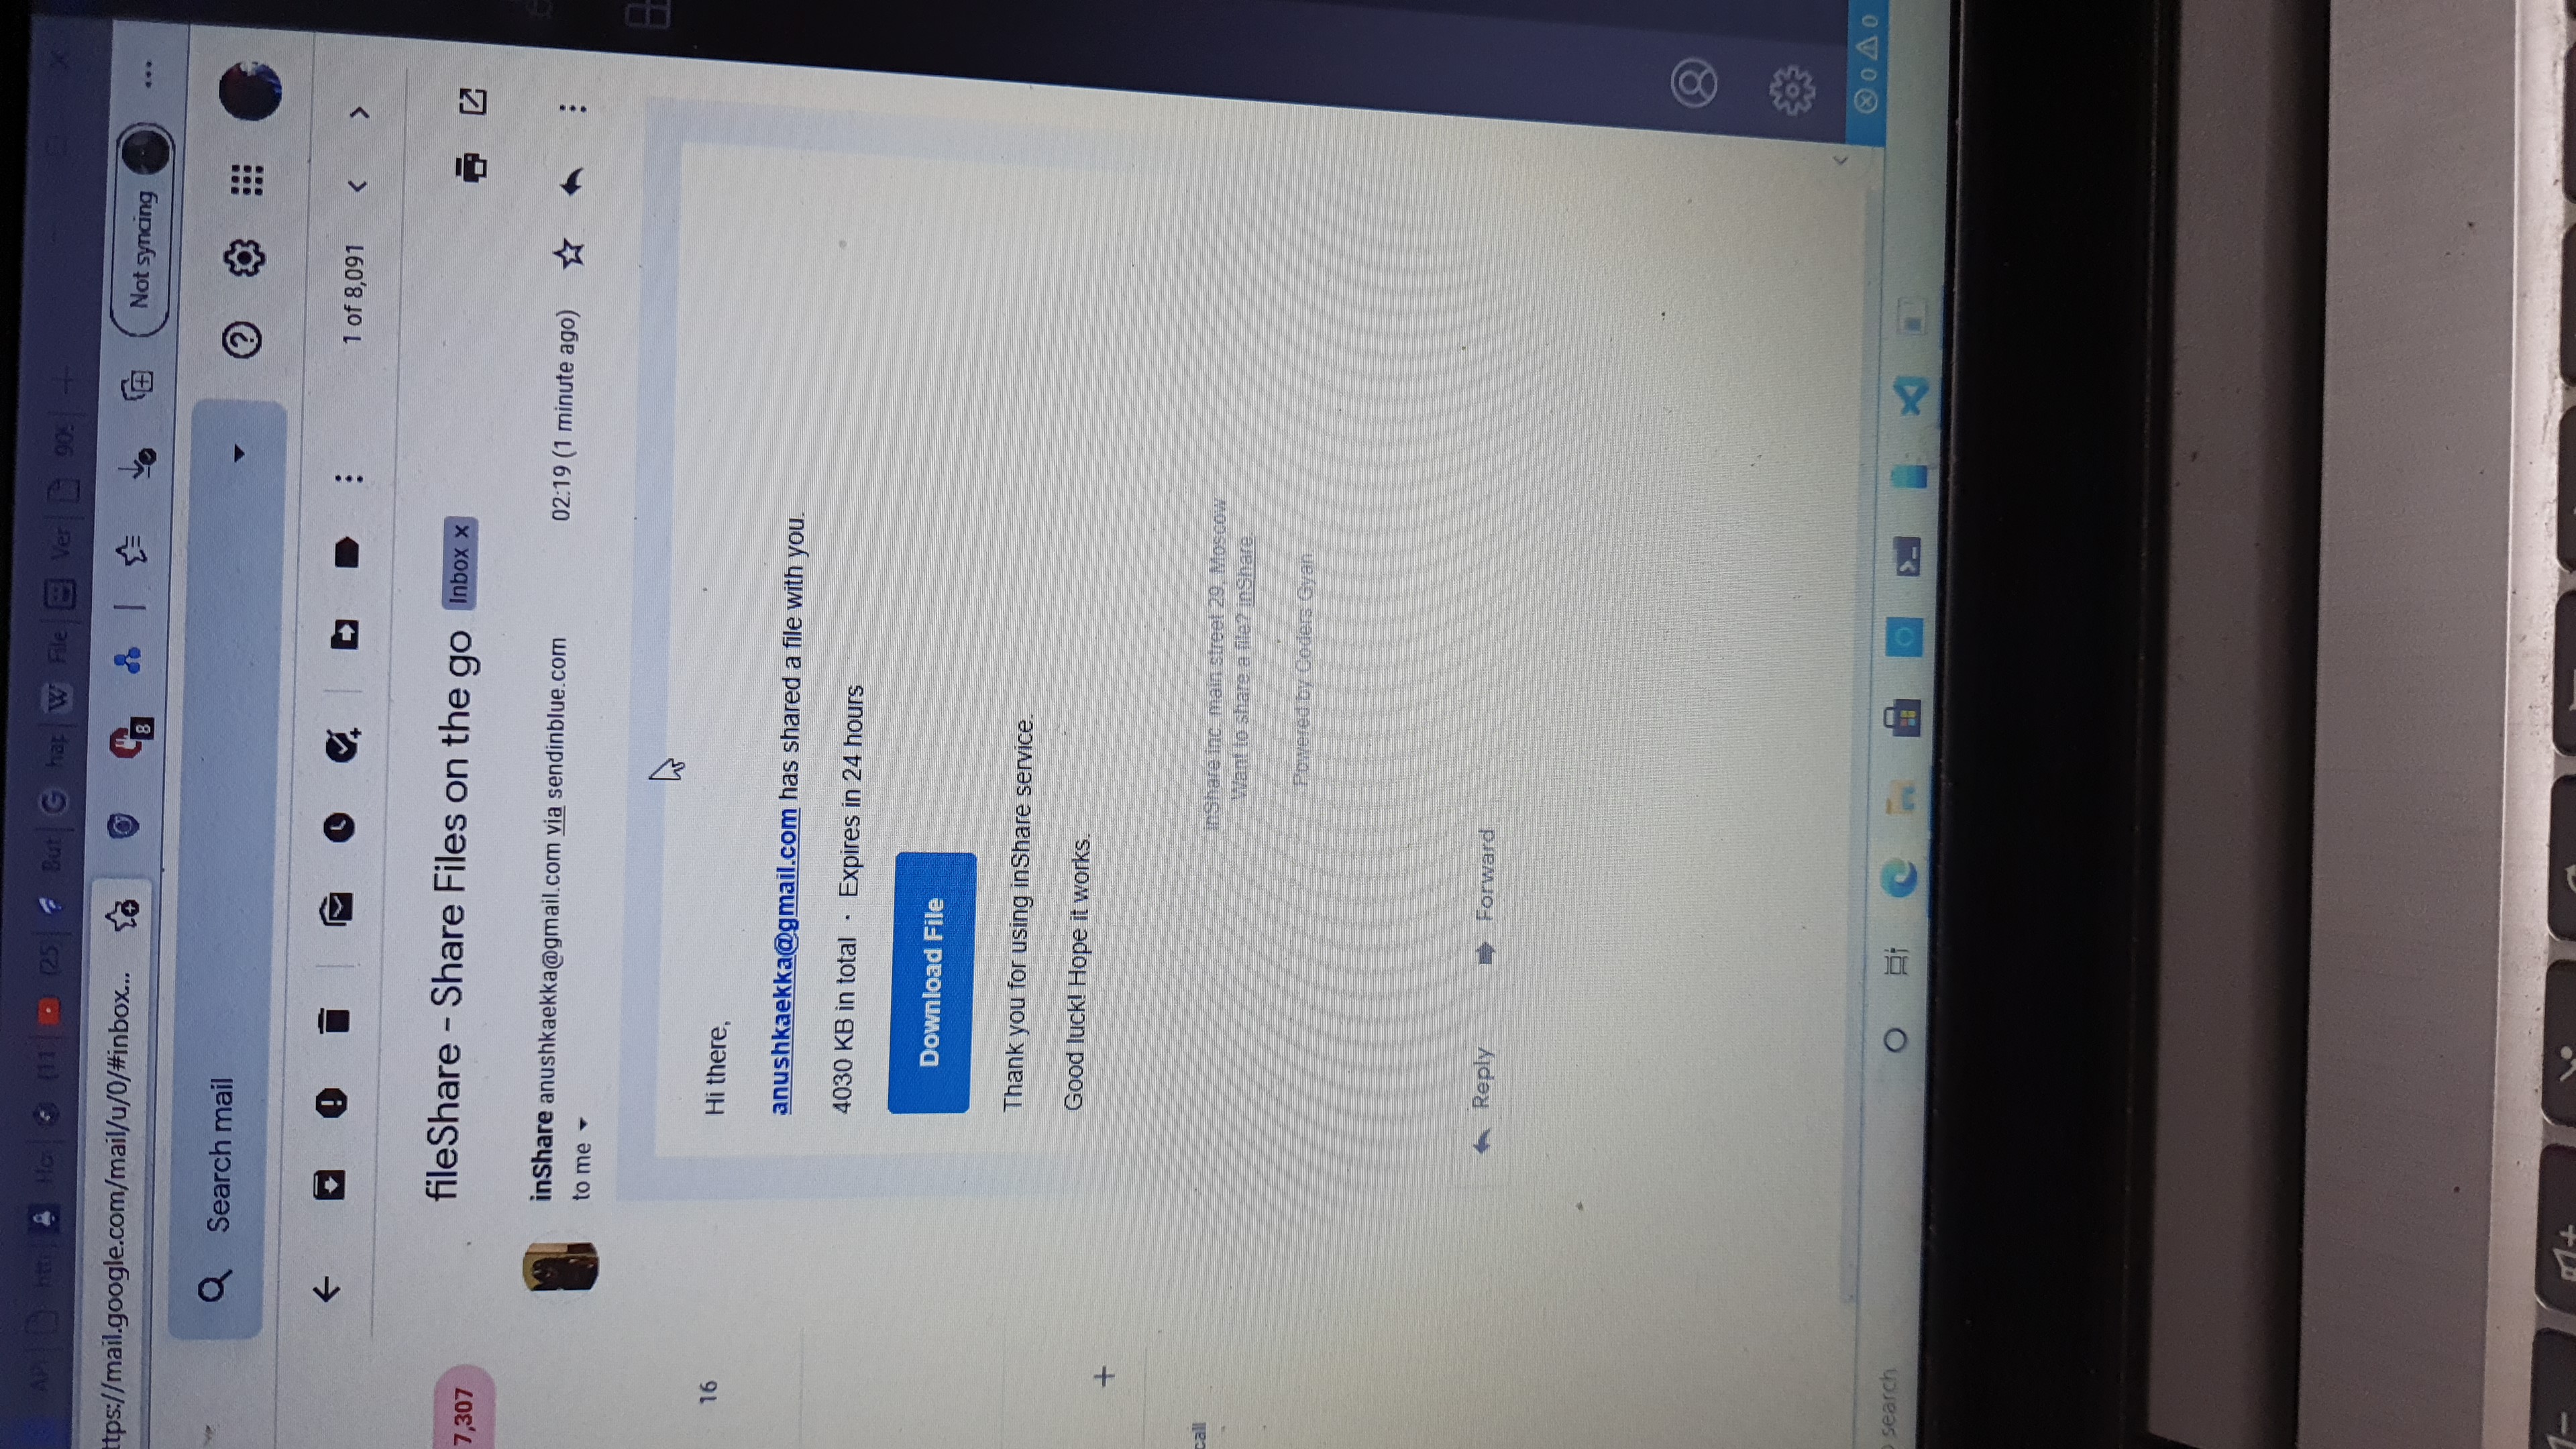 (11
(25
But
File
Ver
ttps://mail.google.com/mail/u/0/#inbox...
8
Not syncing
Search mail
1 of 8,091
7,307
fileShare - Share Files on the go
Inbox x
inShare anushkaekka@gmail.com via sendinblue.com
02:19 (1 minute ago)
to me
16
Hi there,
anushkaekka@gmail.com has shared a file with you.
4030 KB in total · Expires in 24 hours
Download File
Thank you for using inShare service.
Good luck! Hope it works.
call
inShare inc. main street 29, Moscow
Want to share a file? inShare.
Powered by Coders Gyan.
Reply
Forward
0
0
search